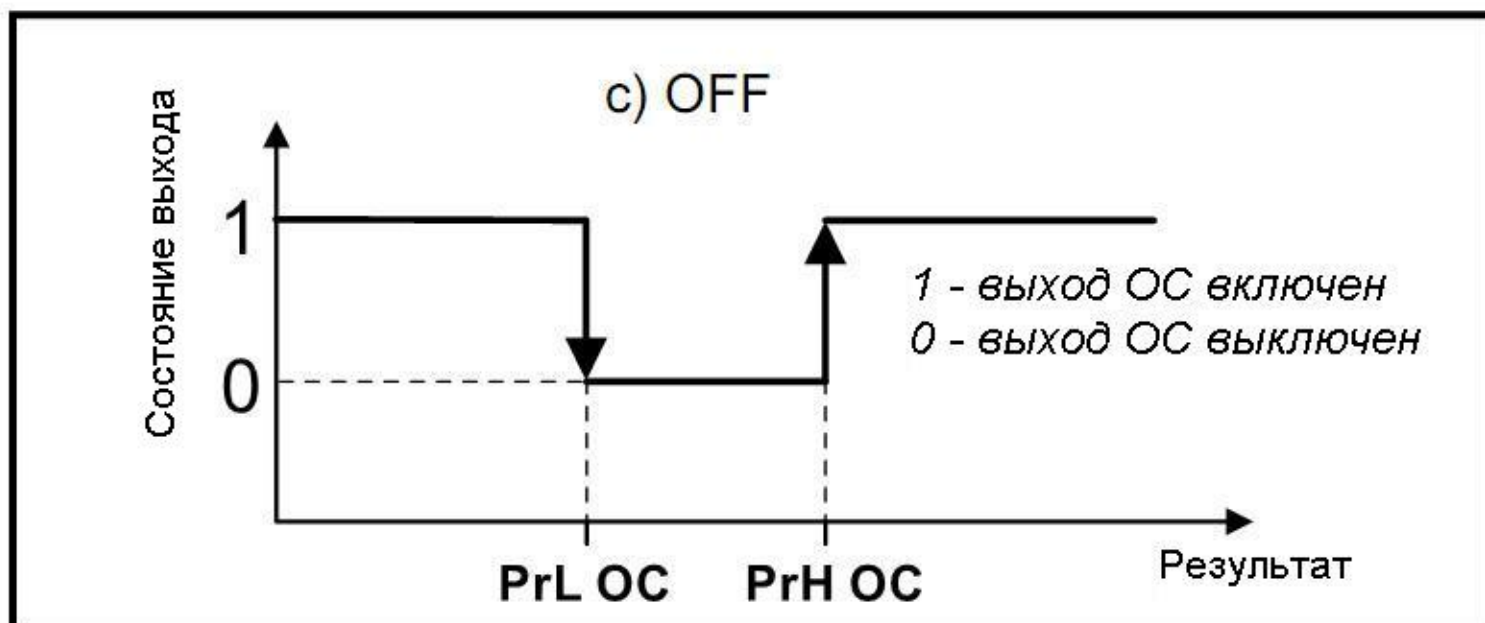 c) OFF
Состояние выхода
1
0
1 - выход ОС включен
0 - выход ОС выключен
PrL OC
PrH OC
Результат